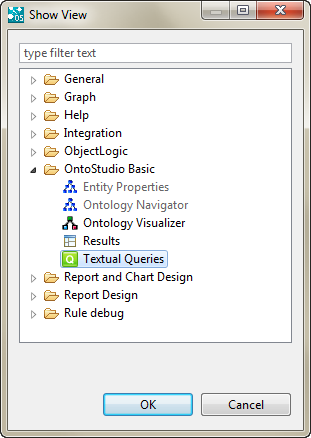 Show View
type filter text
General
Graph
Help
Integration
ObjectLogic
OntoStudio Basic
Entity Properties
Ontology Navigator
Ontology Visualizer
Results
Q Textual Queries
Report and Chart Design
Report Design
Rule debug
OK Cancel